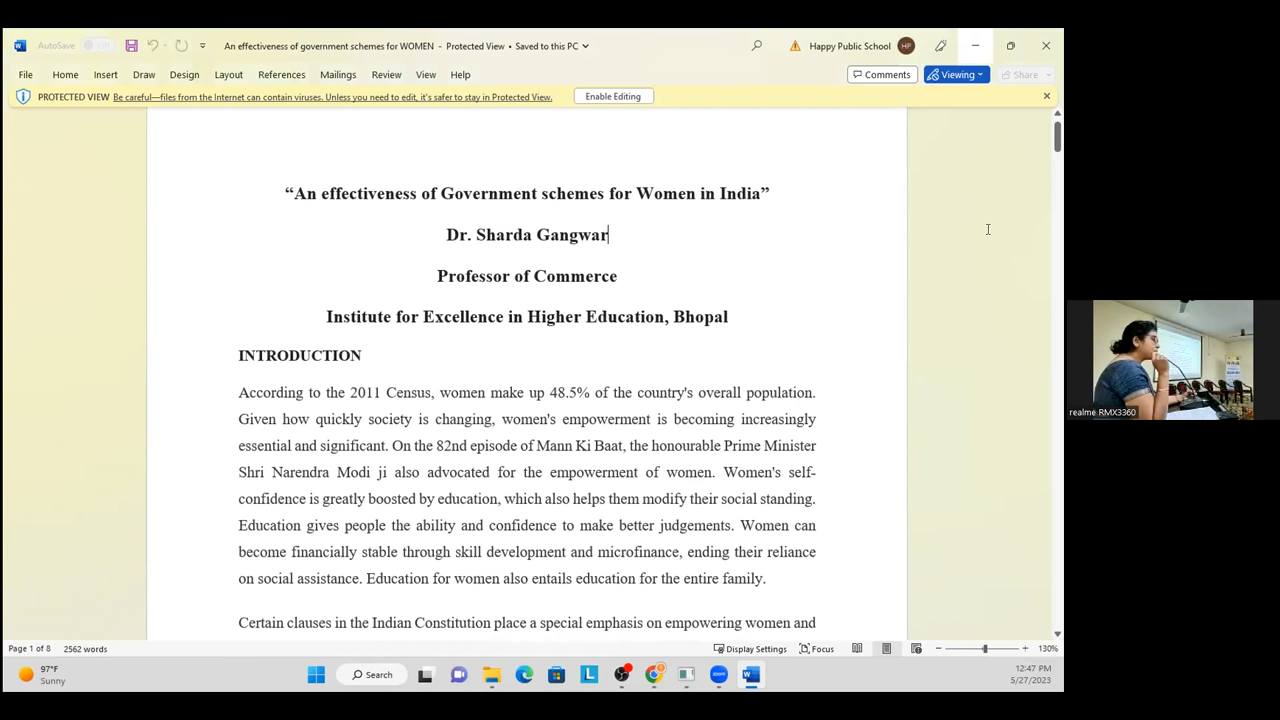 AutoSave Off An effectiveness of government schemes for WOMEN - Protected View • Saved to this PC Happy Public School HP
File Home Insert Draw Design Layout References Mailings Review View Help Comments Viewing Share
PROTECTED VIEW Be careful—files from the Internet can contain viruses. Unless you need to edit, it's safer to stay in Protected View. Enable Editing
“An effectiveness of Government schemes for Women in India”
Dr. Sharda Gangwar
Professor of Commerce
Institute for Excellence in Higher Education, Bhopal
INTRODUCTION
According to the 2011 Census, women make up 48.5% of the country's overall population.
Given how quickly society is changing, women's empowerment is becoming increasingly
essential and significant. On the 82nd episode of Mann Ki Baat, the honourable Prime Minister
Shri Narendra Modi ji also advocated for the empowerment of women. Women's self-
confidence is greatly boosted by education, which also helps them modify their social standing.
Education gives people the ability and confidence to make better judgements. Women can
become financially stable through skill development and microfinance, ending their reliance
on social assistance. Education for women also entails education for the entire family.
Certain clauses in the Indian Constitution place a special emphasis on empowering women and
realme RMX3360
Page 1 of 8 2562 words Display Settings Focus 130%
97°F
Sunny
Search
zoom
12:47 PM
5/27/2023